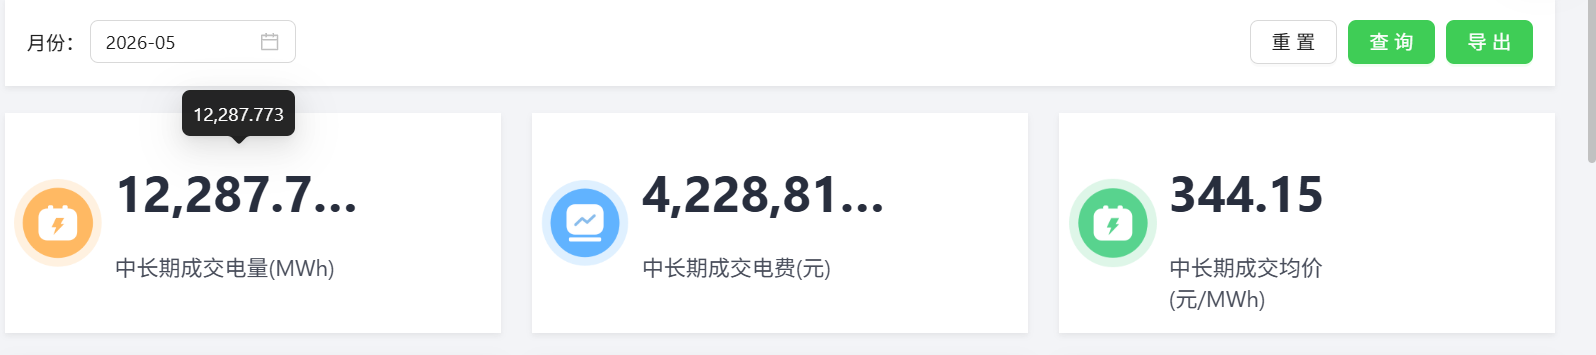 月份： 2026-05 重 置 查 询 导 出
12,287.773
12,287.7... 4,228,81... 344.15
中长期成交电量(MWh) 中长期成交电费(元) 中长期成交均价
(元/MWh)